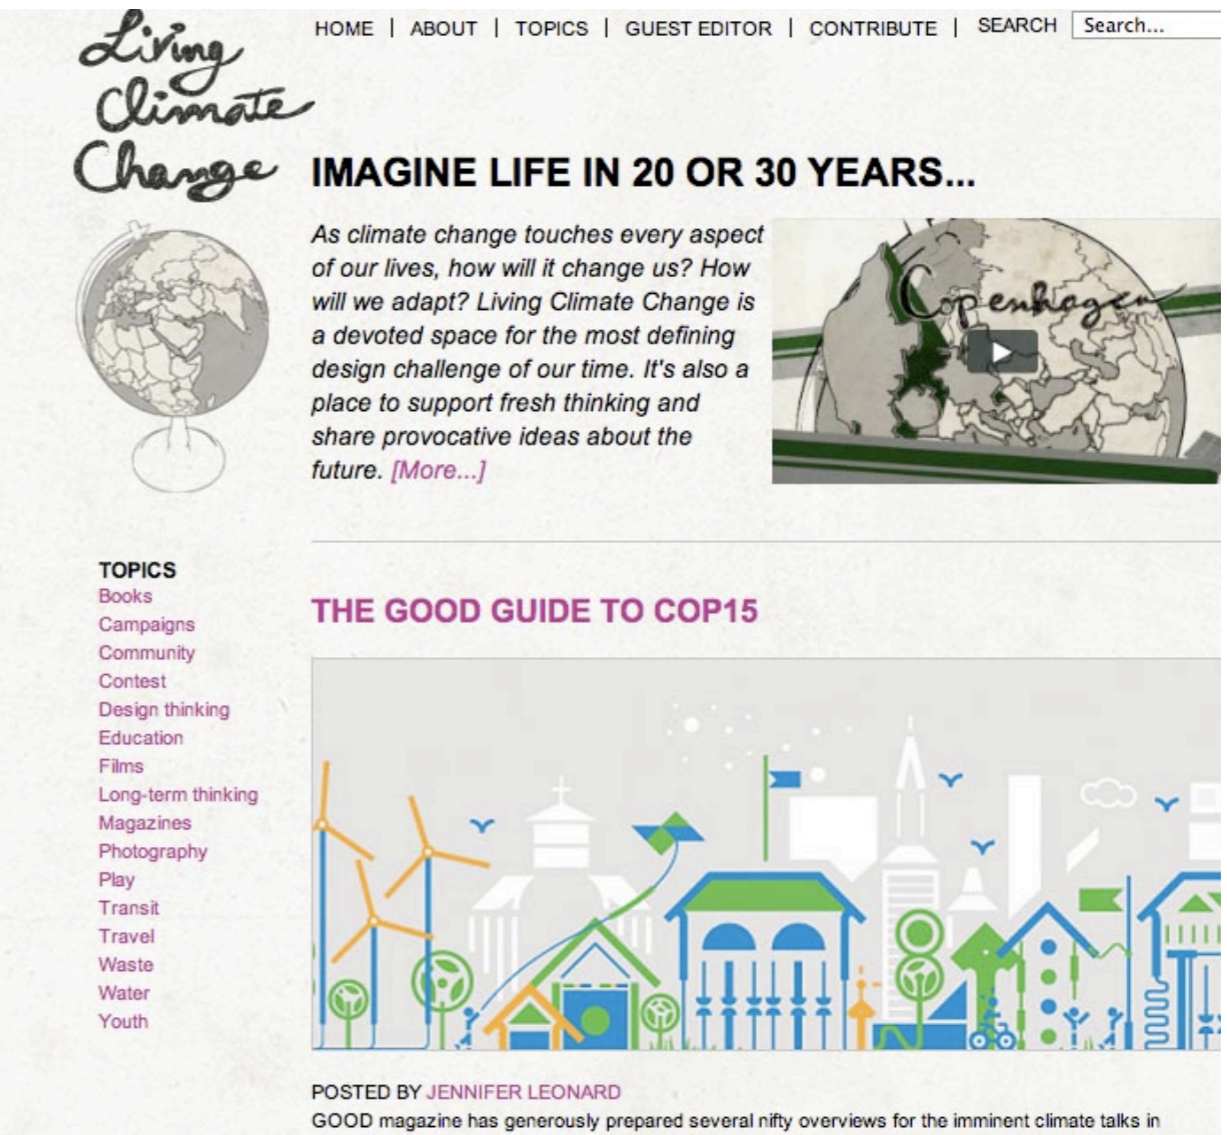 Living
Climate
Change
HOME | ABOUT | TOPICS | GUEST EDITOR | CONTRIBUTE | SEARCH Search...
IMAGINE LIFE IN 20 OR 30 YEARS...
As climate change touches every aspect
of our lives, how will it change us? How
will we adapt? Living Climate Change is
a devoted space for the most defining
design challenge of our time. It's also a
place to support fresh thinking and
share provocative ideas about the
future. [More...]
Copenhagen
TOPICS
Books
Campaigns
Community
Contest
Design thinking
Education
Films
Long-term thinking
Magazines
Photography
Play
Transit
Travel
Waste
Water
Youth
THE GOOD GUIDE TO COP15
POSTED BY JENNIFER LEONARD
GOOD magazine has generously prepared several nifty overviews for the imminent climate talks in